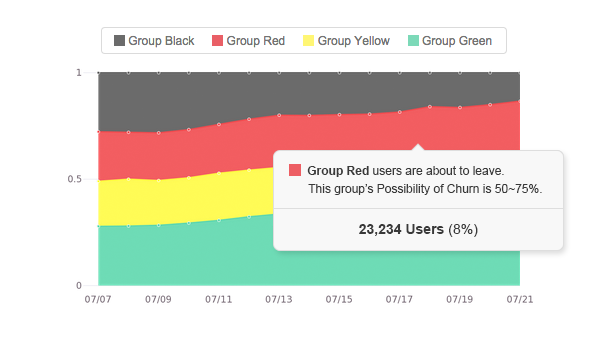 Group Black Group Red Group Yellow Group Green
1
0.5
0
Group Red users are about to leave.
This group's Possibility of Churn is 50~75%.
23,234 Users (8%)
07/07 07/09 07/11 07/13 07/15 07/17 07/19 07/21